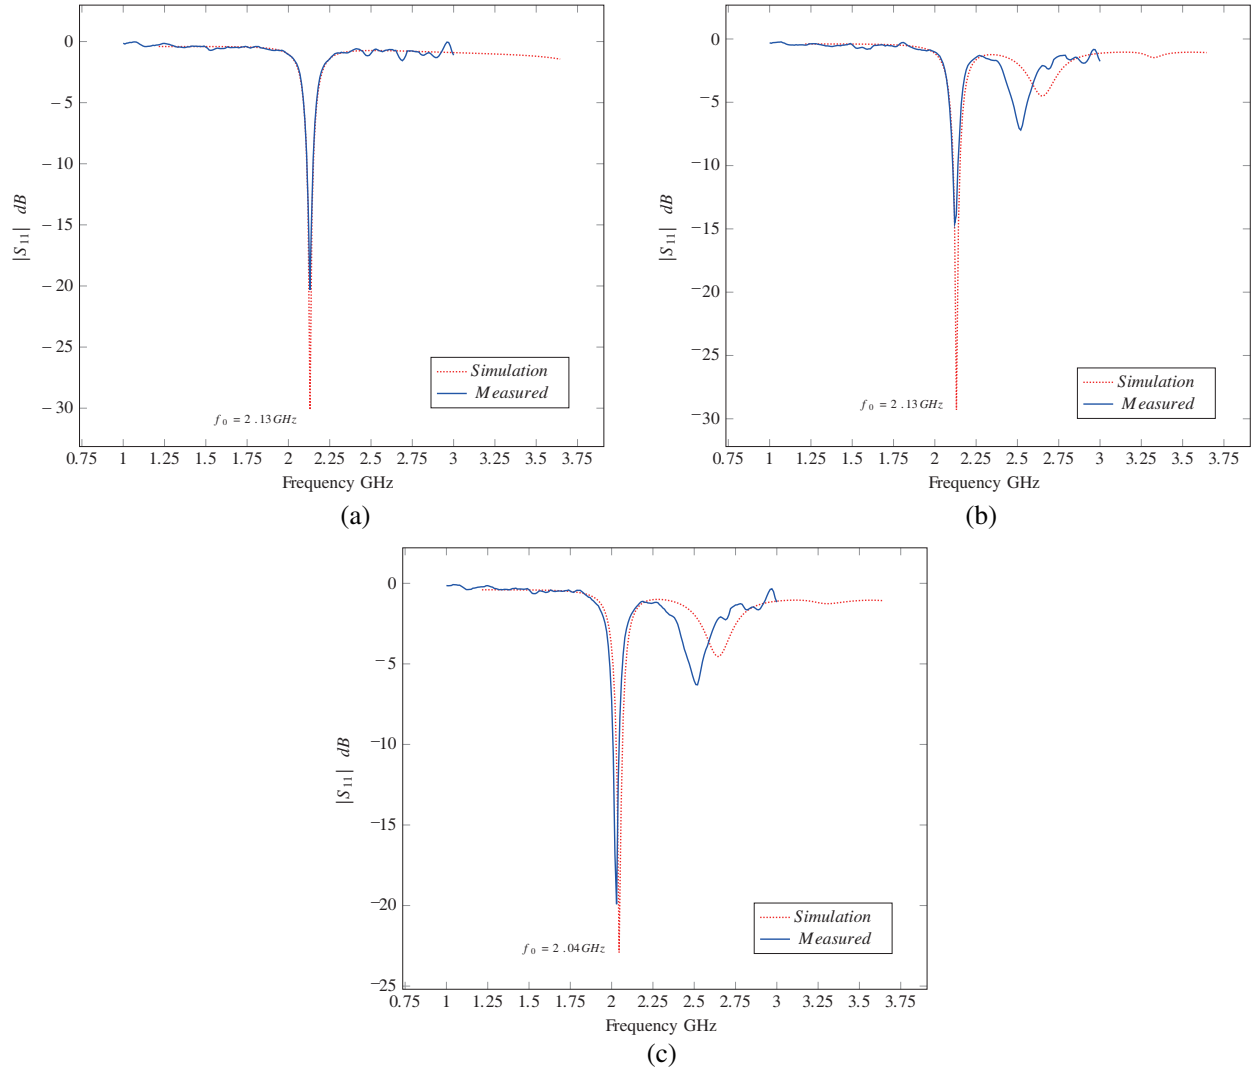 0
−5
−10
−15
−20
−25
−30
|S11| dB
Simulation
Measured
f0 = 2.13GHz
0.75 1 1.25 1.5 1.75 2 2.25 2.5 2.75 3 3.25 3.5 3.75
Frequency GHz
(a)
0
−5
−10
−15
−20
−25
−30
|S11| dB
Simulation
Measured
f0 = 2.13GHz
0.75 1 1.25 1.5 1.75 2 2.25 2.5 2.75 3 3.25 3.5 3.75
Frequency GHz
(b)
0
−5
−10
−15
−20
−25
|S11| dB
Simulation
Measured
f0 = 2.04GHz
0.75 1 1.25 1.5 1.75 2 2.25 2.5 2.75 3 3.25 3.5 3.75
Frequency GHz
(c)